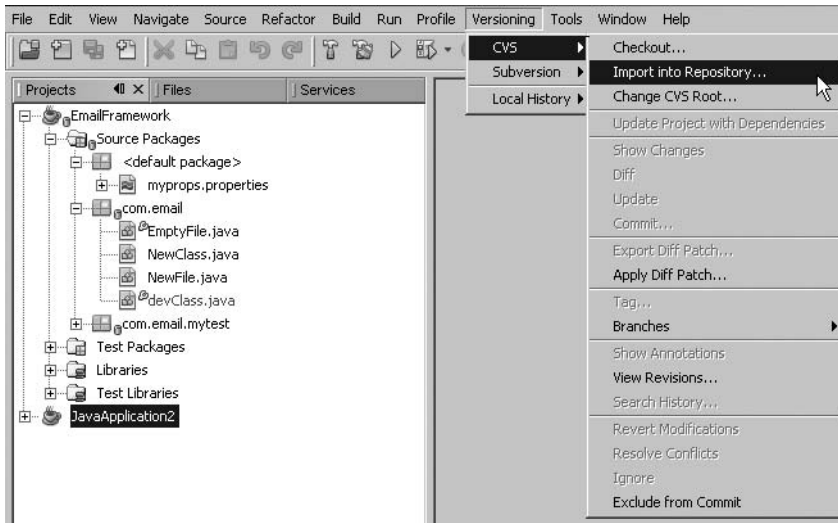 File Edit View Navigate Source Refactor Build Run Profile Versioning Tools Window Help
Projects Files Services
EmailFramework
Source Packages
<default package>
myprops.properties
com.email
EmptyFile.java
NewClass.java
NewFile.java
devClass.java
com.email.mytest
Test Packages
Libraries
Test Libraries
JavaApplication2
CVS
Subversion
Local History
Checkout...
Import into Repository...
Change CVS Root...
Update Project with Dependencies
Show Changes
Diff
Update
Commit...
Export Diff Patch...
Apply Diff Patch...
Tag...
Branches
Show Annotations
View Revisions...
Search History...
Revert Modifications
Resolve Conflicts
Ignore
Exclude from Commit